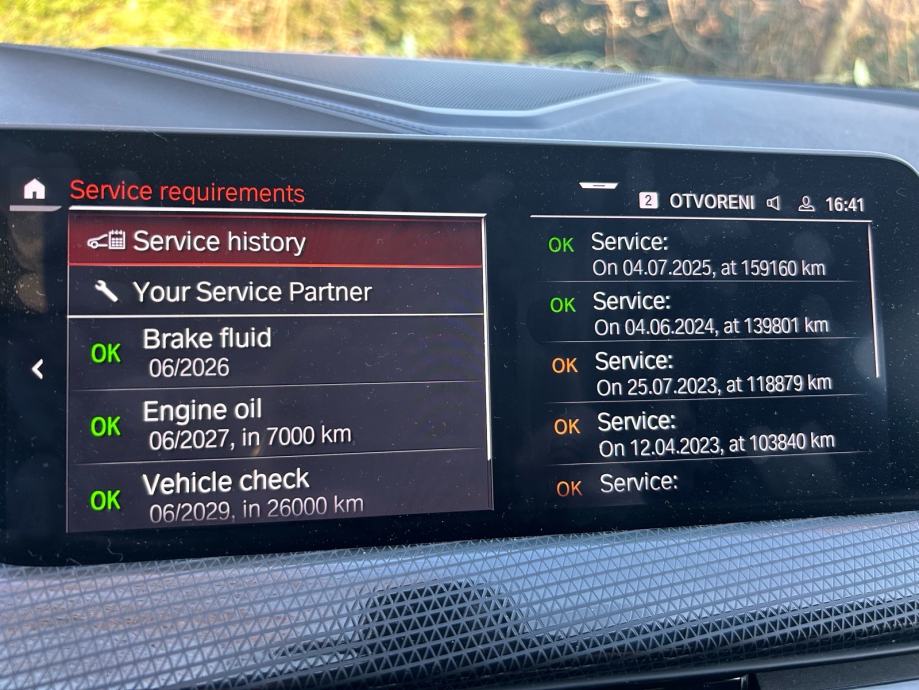 Service requirements
2 OTVORENI 16:41
Service history
Your Service Partner
OK Brake fluid
06/2026
OK Engine oil
06/2027, in 7000 km
OK Vehicle check
06/2029, in 26000 km
OK Service:
On 04.07.2025, at 159160 km
OK Service:
On 04.06.2024, at 139801 km
OK Service:
On 25.07.2023, at 118879 km
OK Service:
On 12.04.2023, at 103840 km
OK Service: